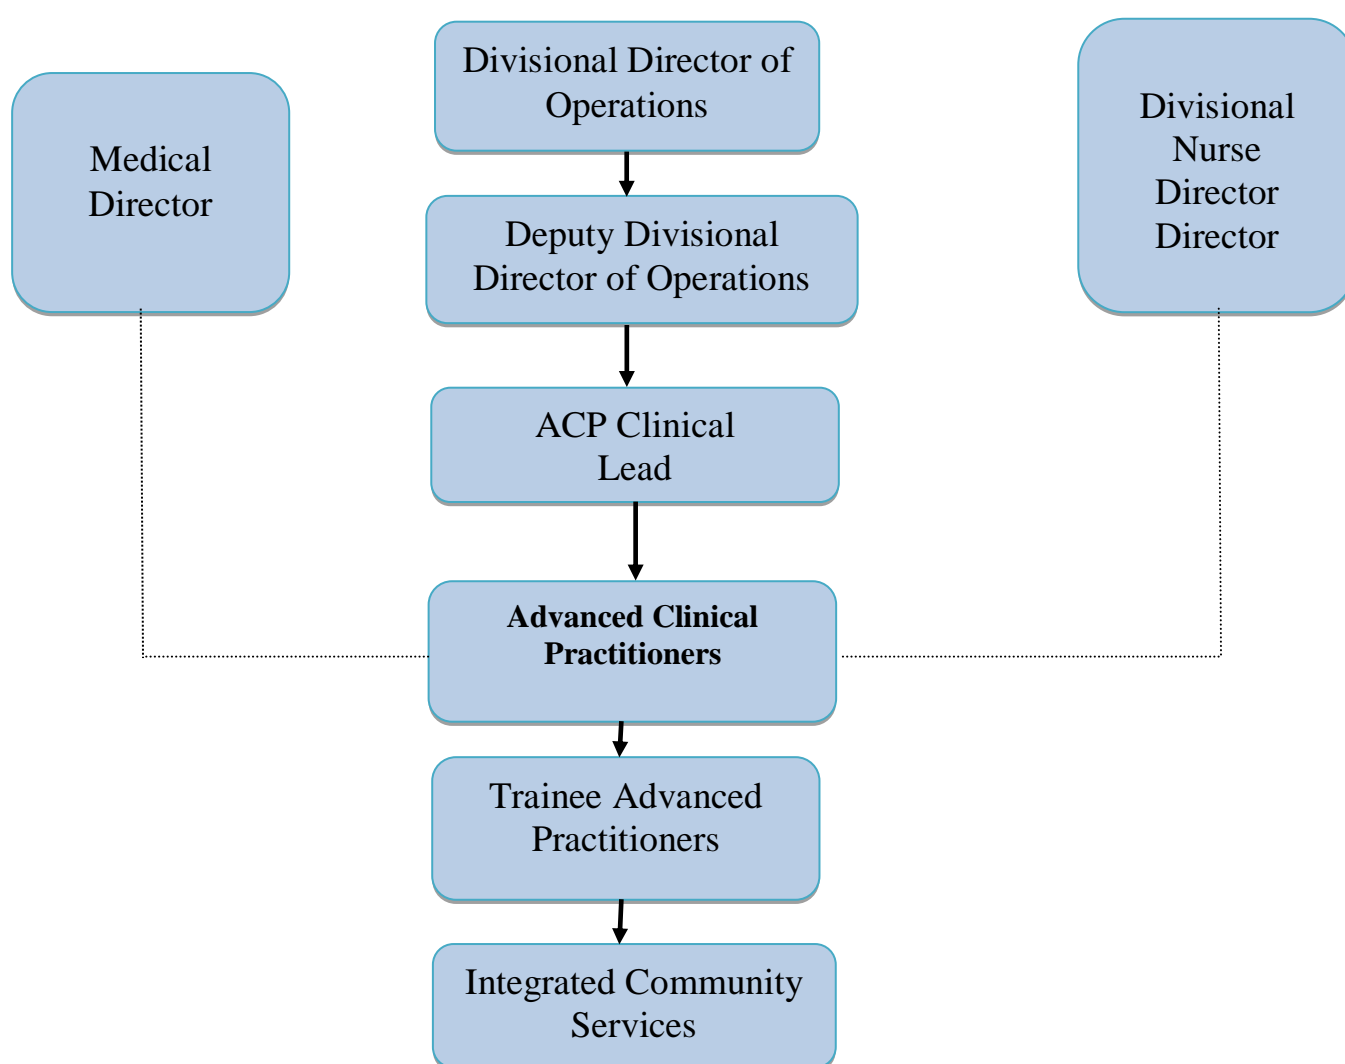 Divisional Director of
Operations
Medical
Director
Divisional
Nurse
Director
Director
Deputy Divisional
Director of Operations
ACP Clinical
Lead
Advanced Clinical
Practitioners
Trainee Advanced
Practitioners
Integrated Community
Services